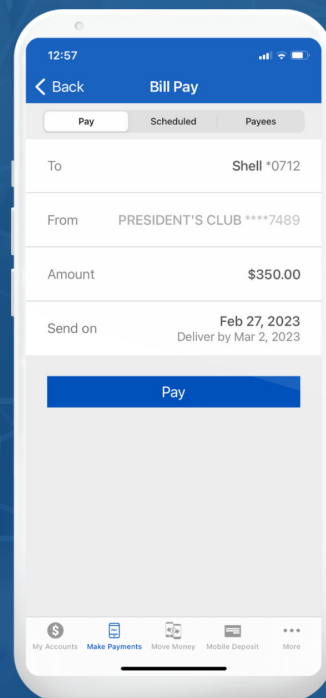 12:57
Back
Bill Pay
Pay
Scheduled
Payees
To
Shell *0712
From
PRESIDENT'S CLUB ****7489
Amount
$350.00
Send on
Feb 27, 2023
Deliver by Mar 2, 2023
Pay
My Accounts
Make Payments
Move Money
Mobile Deposit
More